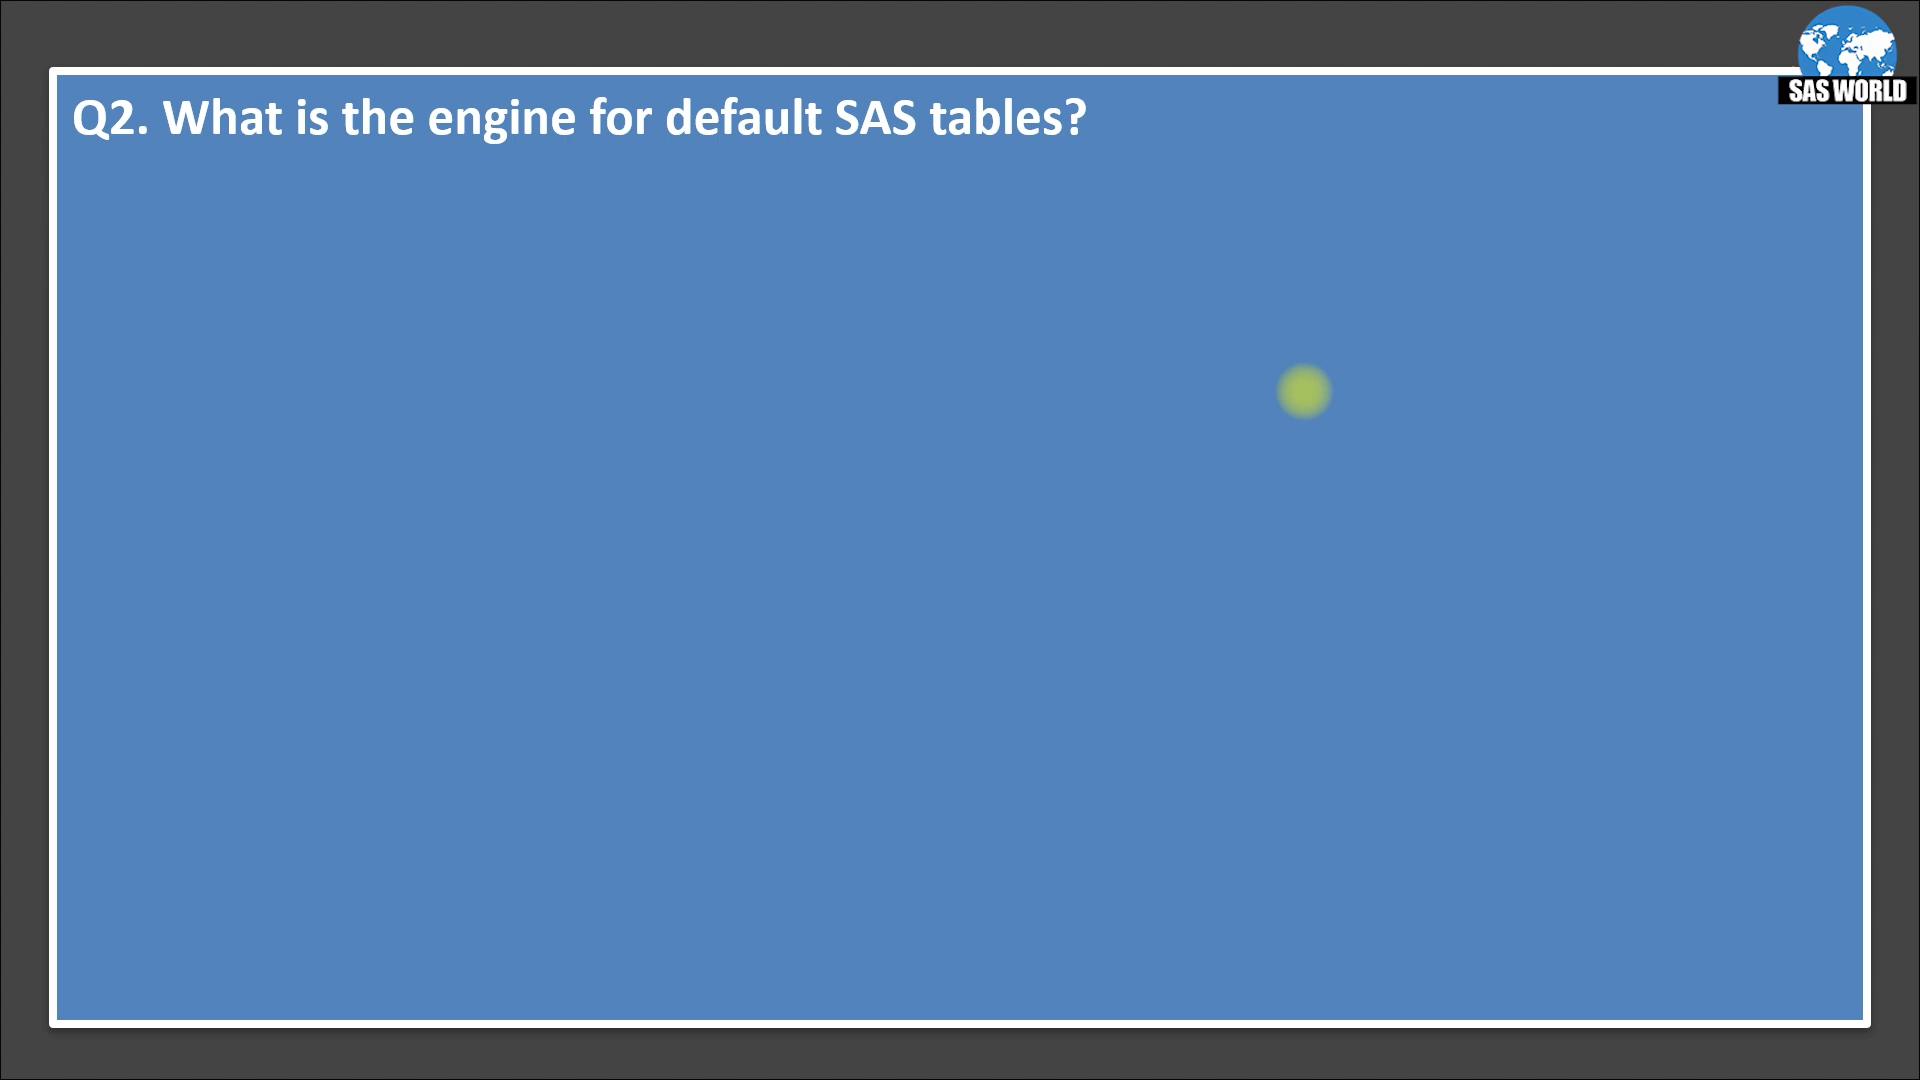 SAS WORLD
Q2. What is the engine for default SAS tables?